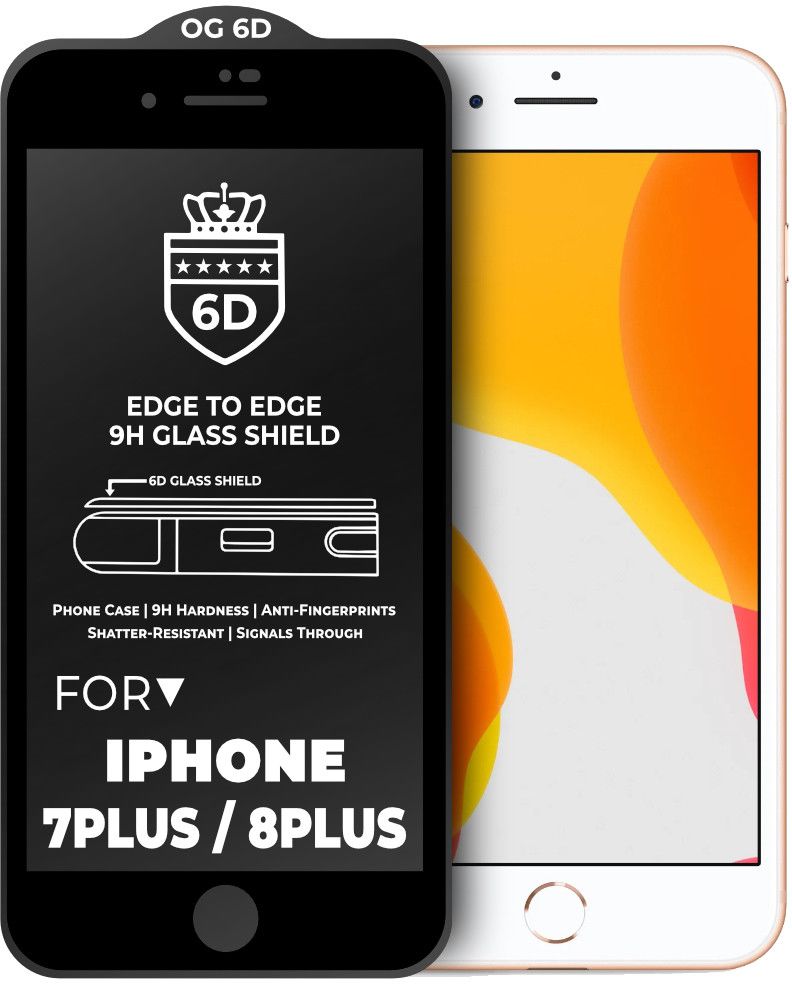 OG 6D
6D
EDGE TO EDGE
9H GLASS SHIELD
6D GLASS SHIELD
PHONE CASE | 9H HARDNESS | ANTI-FINGERPRINTS
SHATTER-RESISTANT | SIGNALS THROUGH
FOR
IPHONE
7PLUS / 8PLUS